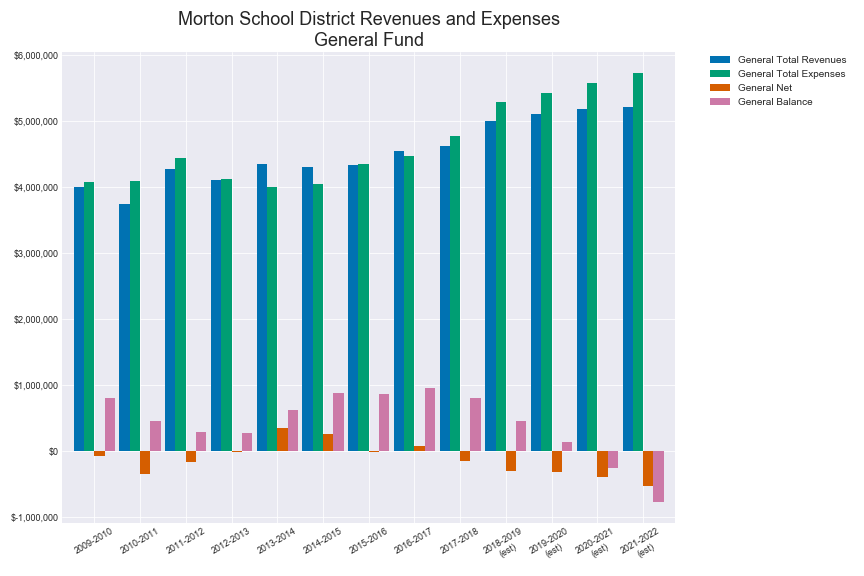 Morton School District Revenues and Expenses
General Fund
$6,000,000
$5,000,000
$4,000,000
$3,000,000
$2,000,000
$1,000,000
$0
$-1,000,000
2009-2010
2010-2011
2011-2012
2012-2013
2013-2014
2014-2015
2015-2016
2016-2017
2017-2018
2018-2019
(est)
2019-2020
(est)
2020-2021
(est)
2021-2022
(est)
General Total Revenues
General Total Expenses
General Net
General Balance